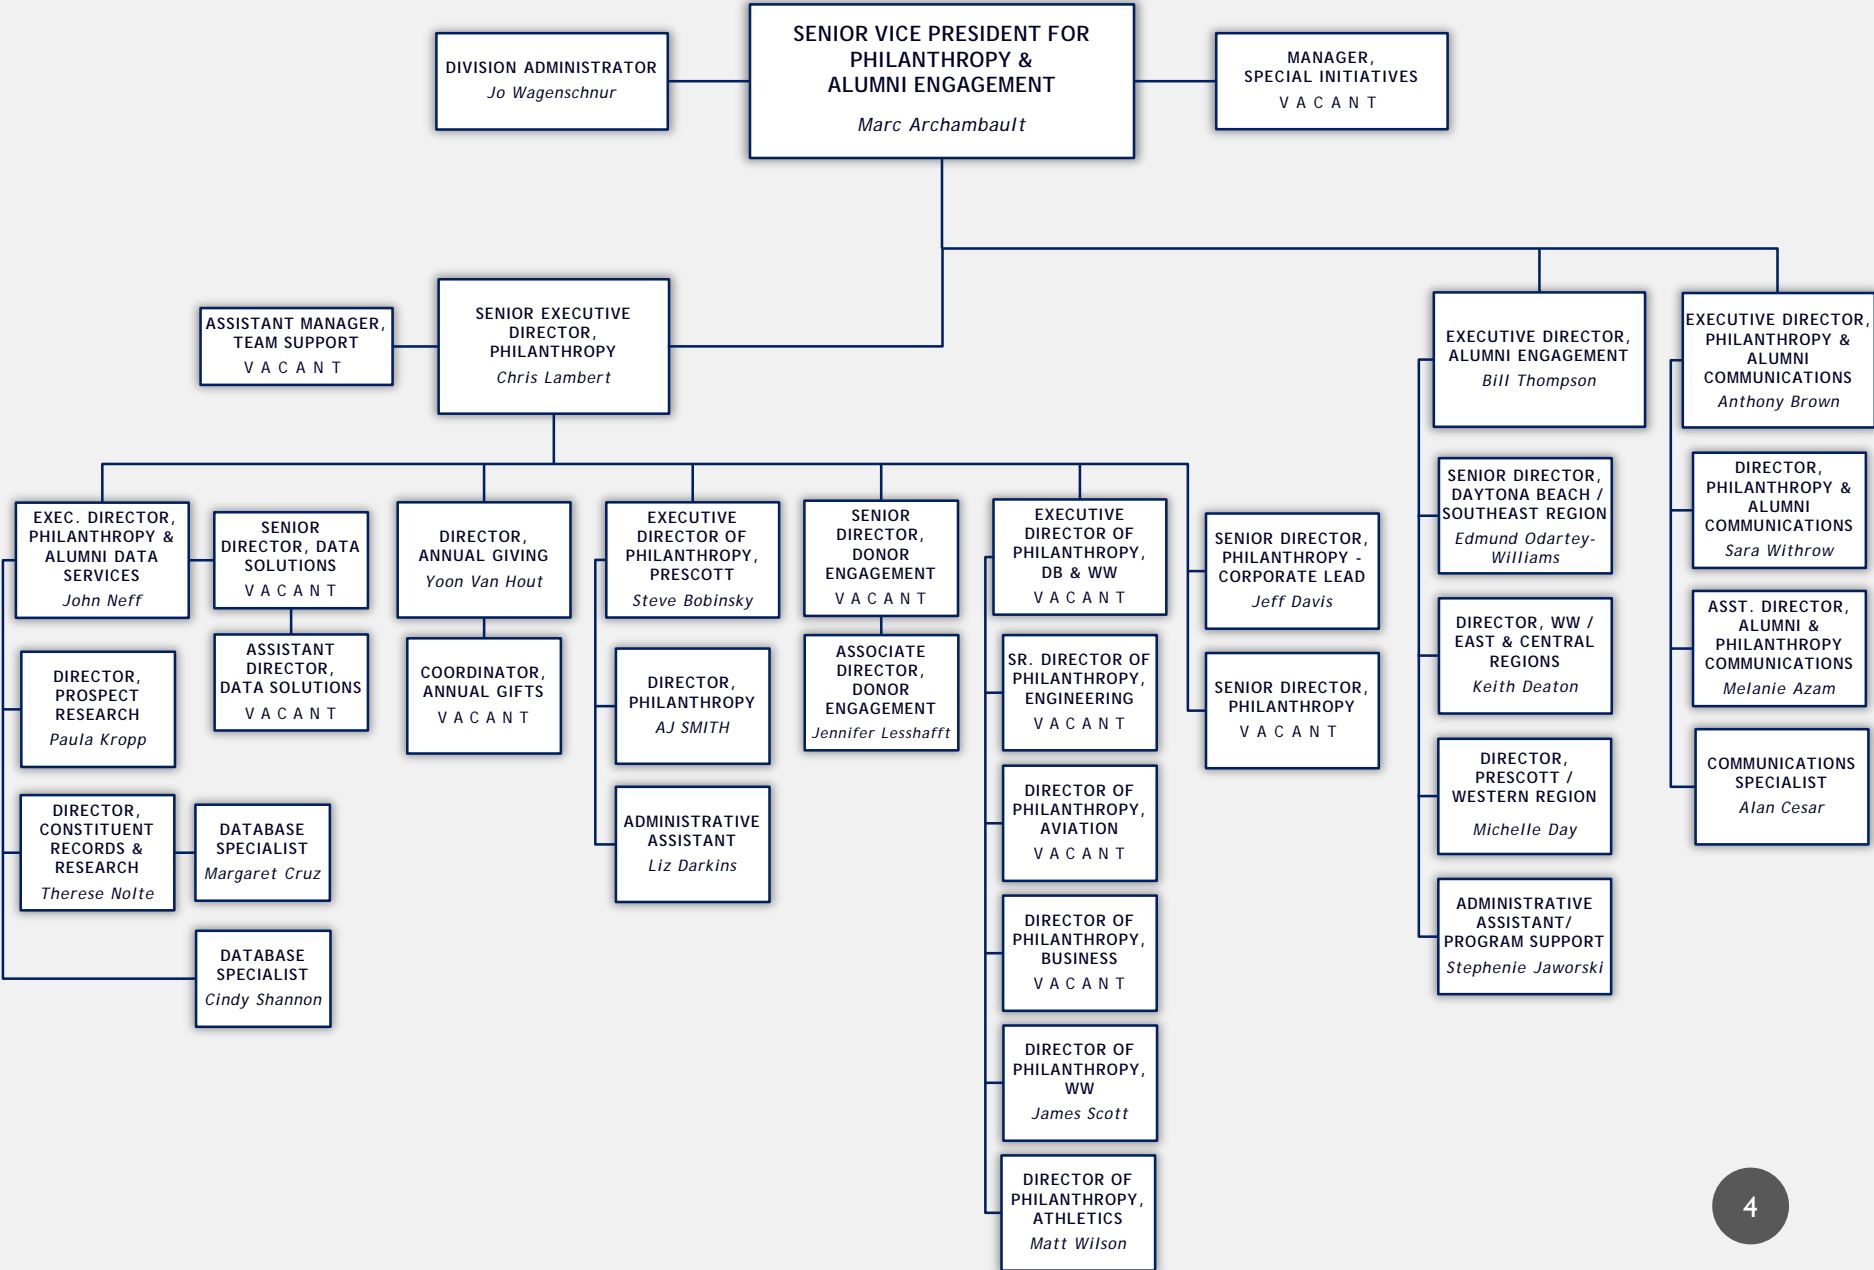 SENIOR VICE PRESIDENT FOR
PHILANTHROPY &
ALUMNI ENGAGEMENT
Marc Archambault
DIVISION ADMINISTRATOR
Jo Wagenschnur
MANAGER,
SPECIAL INITIATIVES
VACANT
ASSISTANT MANAGER,
TEAM SUPPORT
VACANT
SENIOR EXECUTIVE
DIRECTOR,
PHILANTHROPY
Chris Lambert
EXECUTIVE DIRECTOR,
ALUMNI ENGAGEMENT
Bill Thompson
EXECUTIVE DIRECTOR,
PHILANTHROPY &
ALUMNI
COMMUNICATIONS
Anthony Brown
EXEC. DIRECTOR,
PHILANTHROPY &
ALUMNI DATA
SERVICES
John Neff
SENIOR
DIRECTOR, DATA
SOLUTIONS
VACANT
ASSISTANT
DIRECTOR,
DATA SOLUTIONS
VACANT
DIRECTOR,
PROSPECT
RESEARCH
Paula Kropp
DIRECTOR,
CONSTITUENT
RECORDS &
RESEARCH
Therese Nolte
DATABASE
SPECIALIST
Margaret Cruz
DATABASE
SPECIALIST
Cindy Shannon
DIRECTOR,
ANNUAL GIVING
Yoon Van Hout
COORDINATOR,
ANNUAL GIFTS
VACANT
EXECUTIVE
DIRECTOR OF
PHILANTHROPY,
PRESCOTT
Steve Bobinsky
DIRECTOR,
PHILANTHROPY
AJ SMITH
ADMINISTRATIVE
ASSISTANT
Liz Darkins
SENIOR
DIRECTOR,
DONOR
ENGAGEMENT
VACANT
ASSOCIATE
DIRECTOR,
DONOR
ENGAGEMENT
Jennifer Lesshafft
EXECUTIVE
DIRECTOR OF
PHILANTHROPY,
DB & WW
VACANT
SR. DIRECTOR OF
PHILANTHROPY,
ENGINEERING
VACANT
DIRECTOR OF
PHILANTHROPY,
AVIATION
VACANT
DIRECTOR OF
PHILANTHROPY,
BUSINESS
VACANT
DIRECTOR OF
PHILANTHROPY,
WW
James Scott
DIRECTOR OF
PHILANTHROPY,
ATHLETICS
Matt Wilson
SENIOR DIRECTOR,
PHILANTHROPY -
CORPORATE LEAD
Jeff Davis
SENIOR DIRECTOR,
PHILANTHROPY
VACANT
SENIOR DIRECTOR,
DAYTONA BEACH /
SOUTHEAST REGION
Edmund Odartey-
Williams
DIRECTOR, WW /
EAST & CENTRAL
REGIONS
Keith Deaton
DIRECTOR,
PRESCOTT /
WESTERN REGION
Michelle Day
ADMINISTRATIVE
ASSISTANT/
PROGRAM SUPPORT
Stephenie Jaworski
DIRECTOR,
PHILANTHROPY &
ALUMNI
COMMUNICATIONS
Sara Withrow
ASST. DIRECTOR,
ALUMNI &
PHILANTHROPY
COMMUNICATIONS
Melanie Azam
COMMUNICATIONS
SPECIALIST
Alan Cesar
4